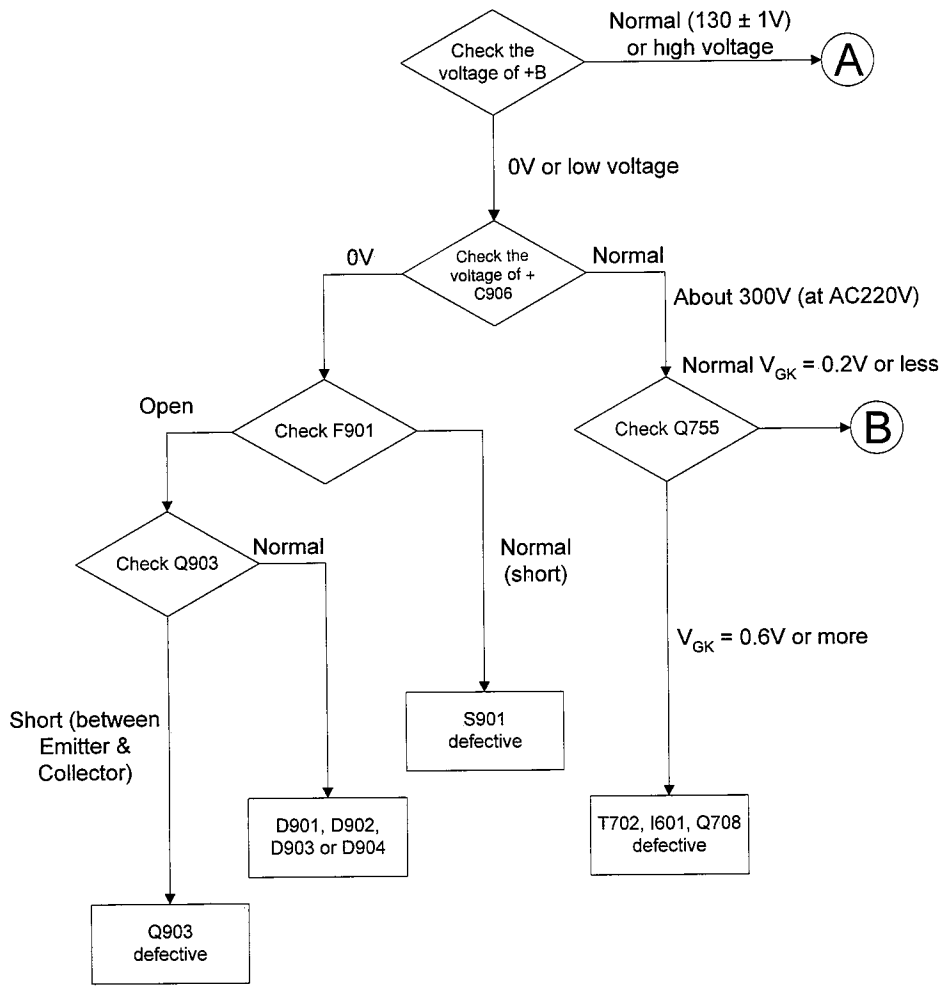 Normal (130 ± 1V)
or high voltage
Check the
voltage of +B
A
0V or low voltage
0V
Check the
voltage of +
C906
Normal
About 300V (at AC220V)
Normal VGK = 0.2V or less
Open
Check F901
Check Q755
B
Check Q903
Normal
Normal
(short)
VGK = 0.6V or more
Short (between
Emitter &
Collector)
S901
defective
D901, D902,
D903 or D904
T702, I601, Q708
defective
Q903
defective